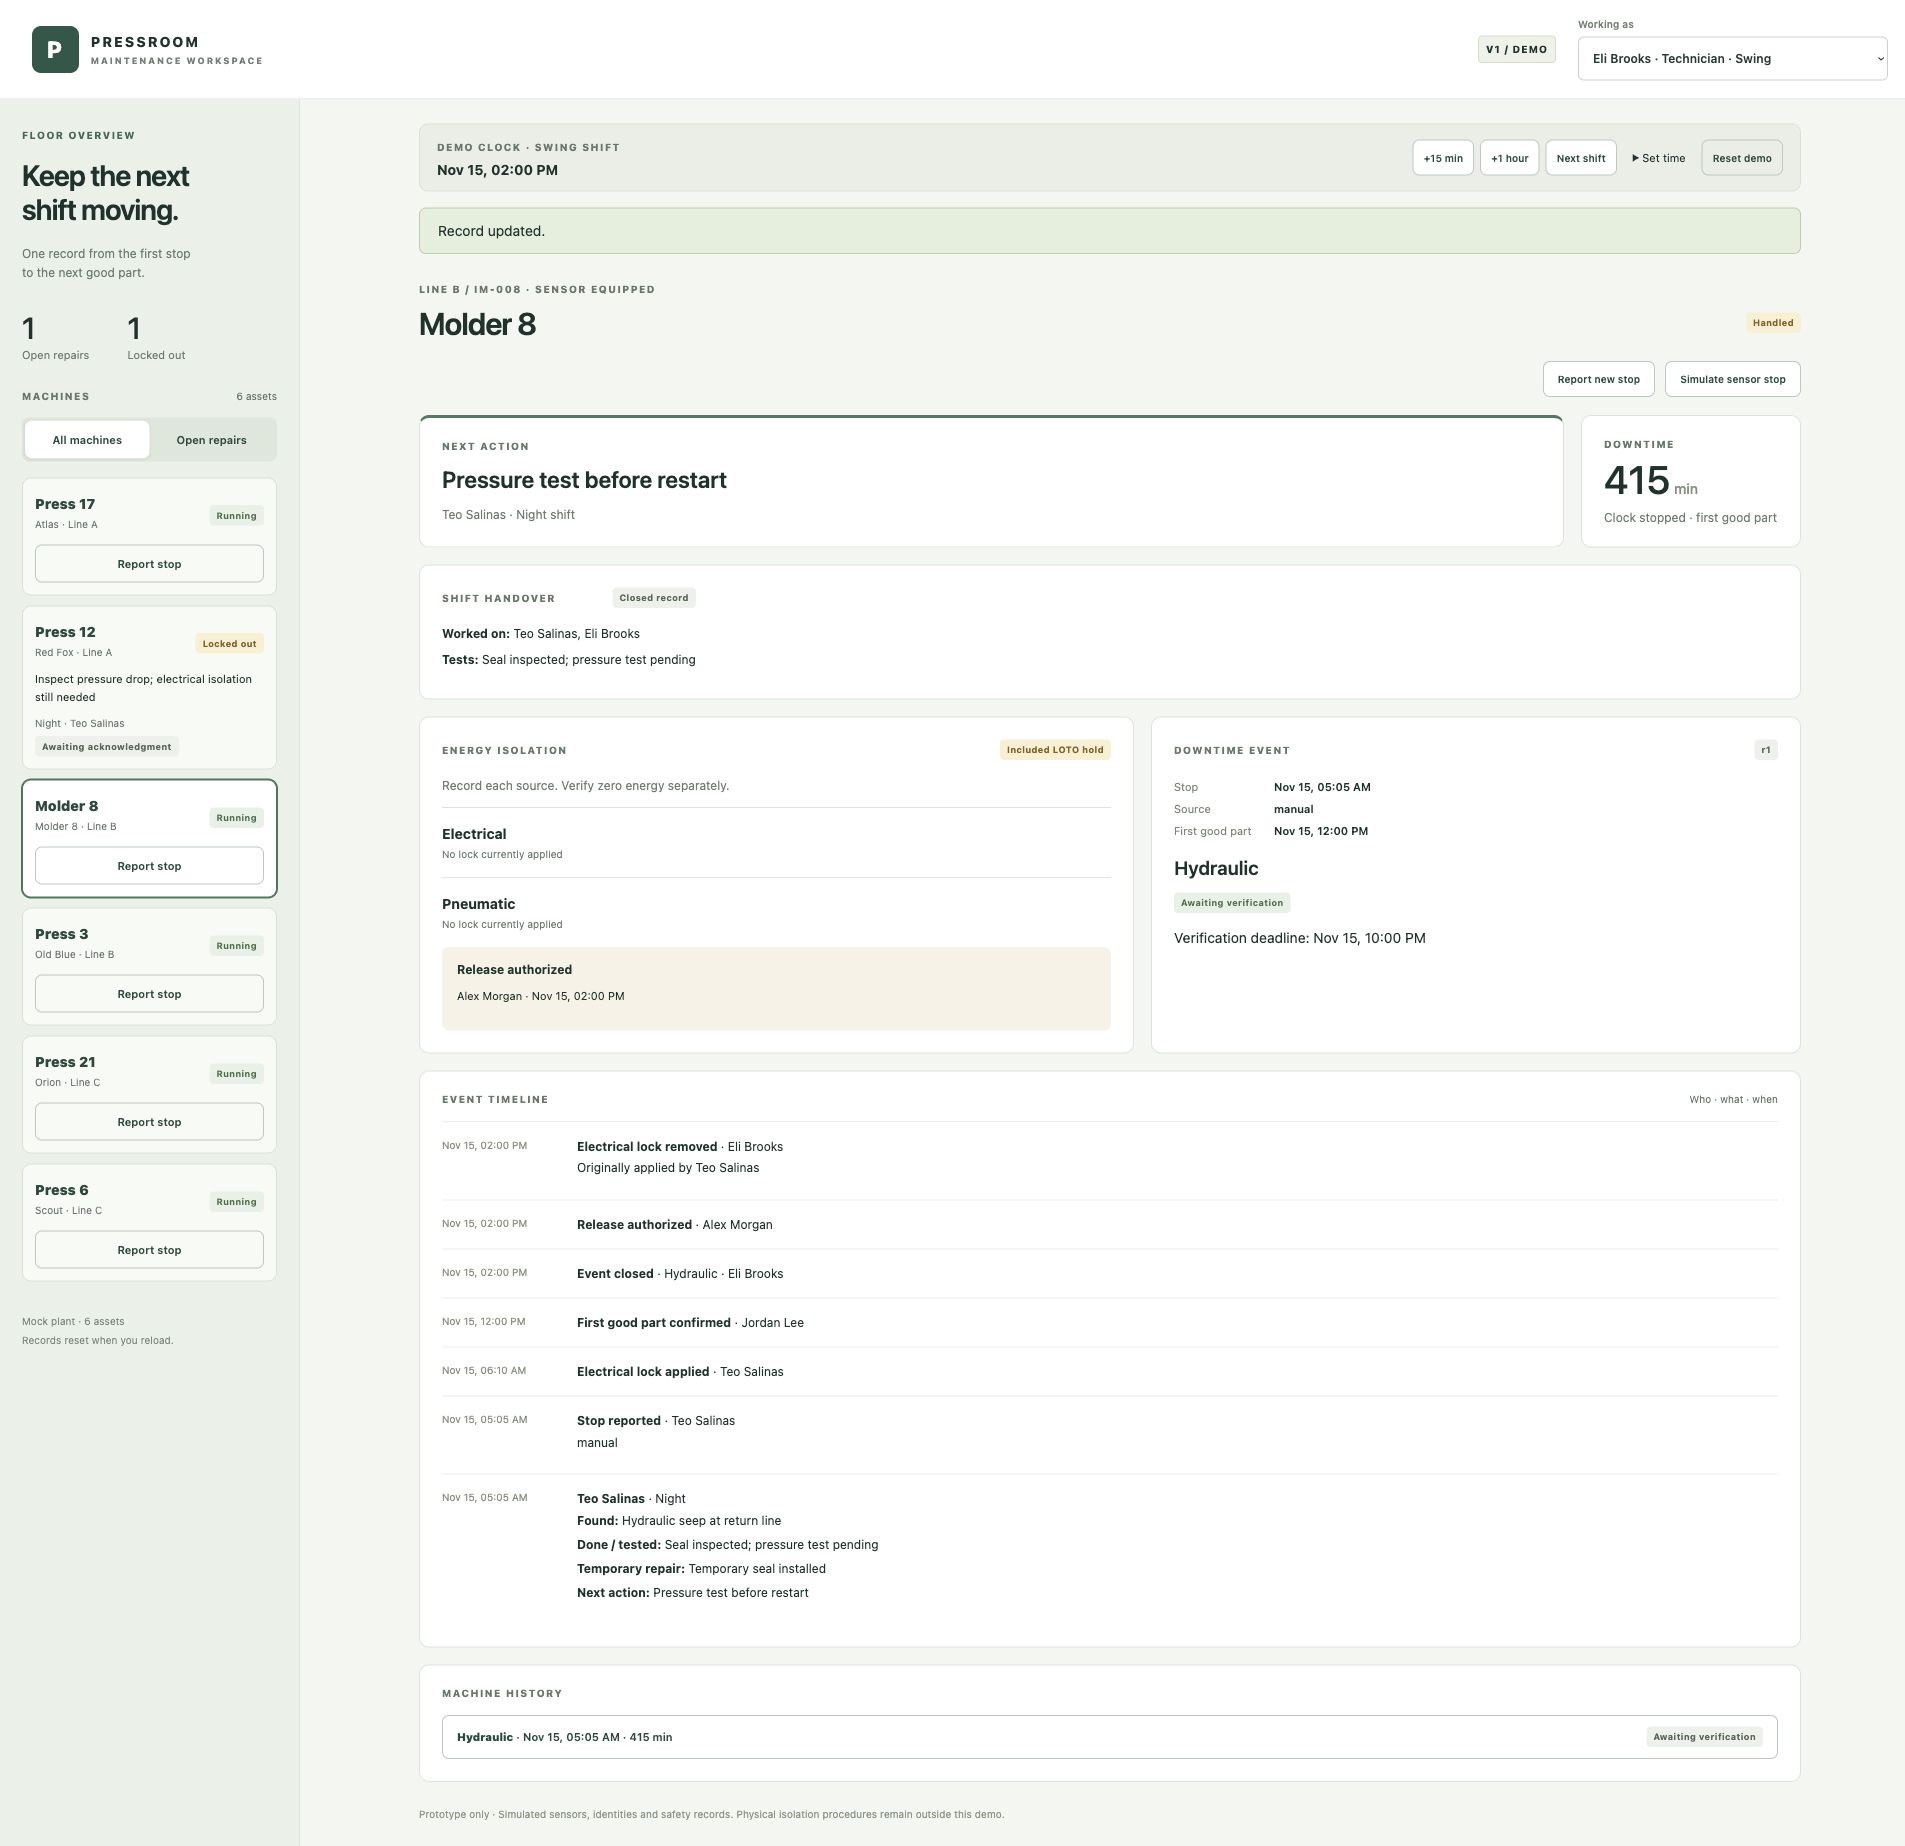 P
PRESSROOM
MAINTENANCE WORKSPACE
V1 / DEMO
Working as
Eli Brooks · Technician · Swing
FLOOR OVERVIEW
Keep the next
shift moving.
One record from the first stop
to the next good part.
1
Open repairs
1
Locked out
MACHINES
6 assets
All machines
Open repairs
Press 17
Atlas · Line A
Running
Report stop
Press 12
Red Fox · Line A
Locked out
Inspect pressure drop; electrical isolation
still needed
Night · Teo Salinas
Awaiting acknowledgment
Molder 8
Molder 8 · Line B
Running
Report stop
Press 3
Old Blue · Line B
Running
Report stop
Press 21
Orion · Line C
Running
Report stop
Press 6
Scout · Line C
Running
Report stop
Mock plant · 6 assets
Records reset when you reload.
DEMO CLOCK · SWING SHIFT
Nov 15, 02:00 PM
+15 min
+1 hour
Next shift
Set time
Reset demo
Record updated.
LINE B / IM-008 · SENSOR EQUIPPED
Molder 8
Handled
Report new stop
Simulate sensor stop
NEXT ACTION
Pressure test before restart
Teo Salinas · Night shift
DOWNTIME
415 min
Clock stopped · first good part
SHIFT HANDOVER
Closed record
Worked on: Teo Salinas, Eli Brooks
Tests: Seal inspected; pressure test pending
ENERGY ISOLATION
Included LOTO hold
Record each source. Verify zero energy separately.
Electrical
No lock currently applied
Pneumatic
No lock currently applied
Release authorized
Alex Morgan · Nov 15, 02:00 PM
DOWNTIME EVENT
r1
Stop Nov 15, 05:05 AM
Source manual
First good part Nov 15, 12:00 PM
Hydraulic
Awaiting verification
Verification deadline: Nov 15, 10:00 PM
EVENT TIMELINE
Who · what · when
Nov 15, 02:00 PM Electrical lock removed · Eli Brooks
Originally applied by Teo Salinas
Nov 15, 02:00 PM Release authorized · Alex Morgan
Nov 15, 02:00 PM Event closed · Hydraulic · Eli Brooks
Nov 15, 12:00 PM First good part confirmed · Jordan Lee
Nov 15, 06:10 AM Electrical lock applied · Teo Salinas
Nov 15, 05:05 AM Stop reported · Teo Salinas
manual
Nov 15, 05:05 AM Teo Salinas · Night
Found: Hydraulic seep at return line
Done / tested: Seal inspected; pressure test pending
Temporary repair: Temporary seal installed
Next action: Pressure test before restart
MACHINE HISTORY
Hydraulic · Nov 15, 05:05 AM · 415 min
Awaiting verification
Prototype only · Simulated sensors, identities and safety records. Physical isolation procedures remain outside this demo.